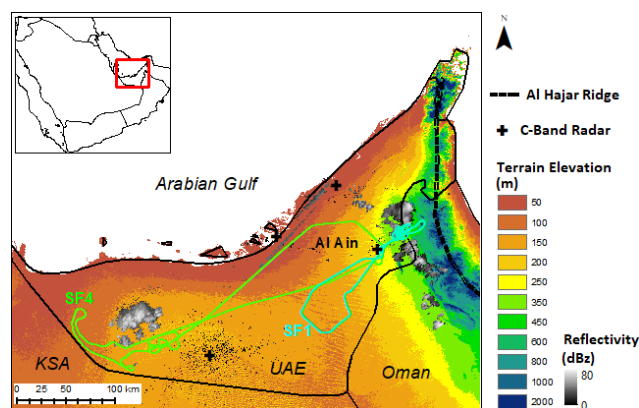 N
Al Hajar Ridge
C-Band Radar
Arabian Gulf
Terrain Elevation
(m)
50
100
150
200
250
350
450
600
800
1000
2000
Al Ain
SF4
SF1
Reflectivity
(dBz)
80
0
KSA
UAE
Oman
0 25 50 100 km